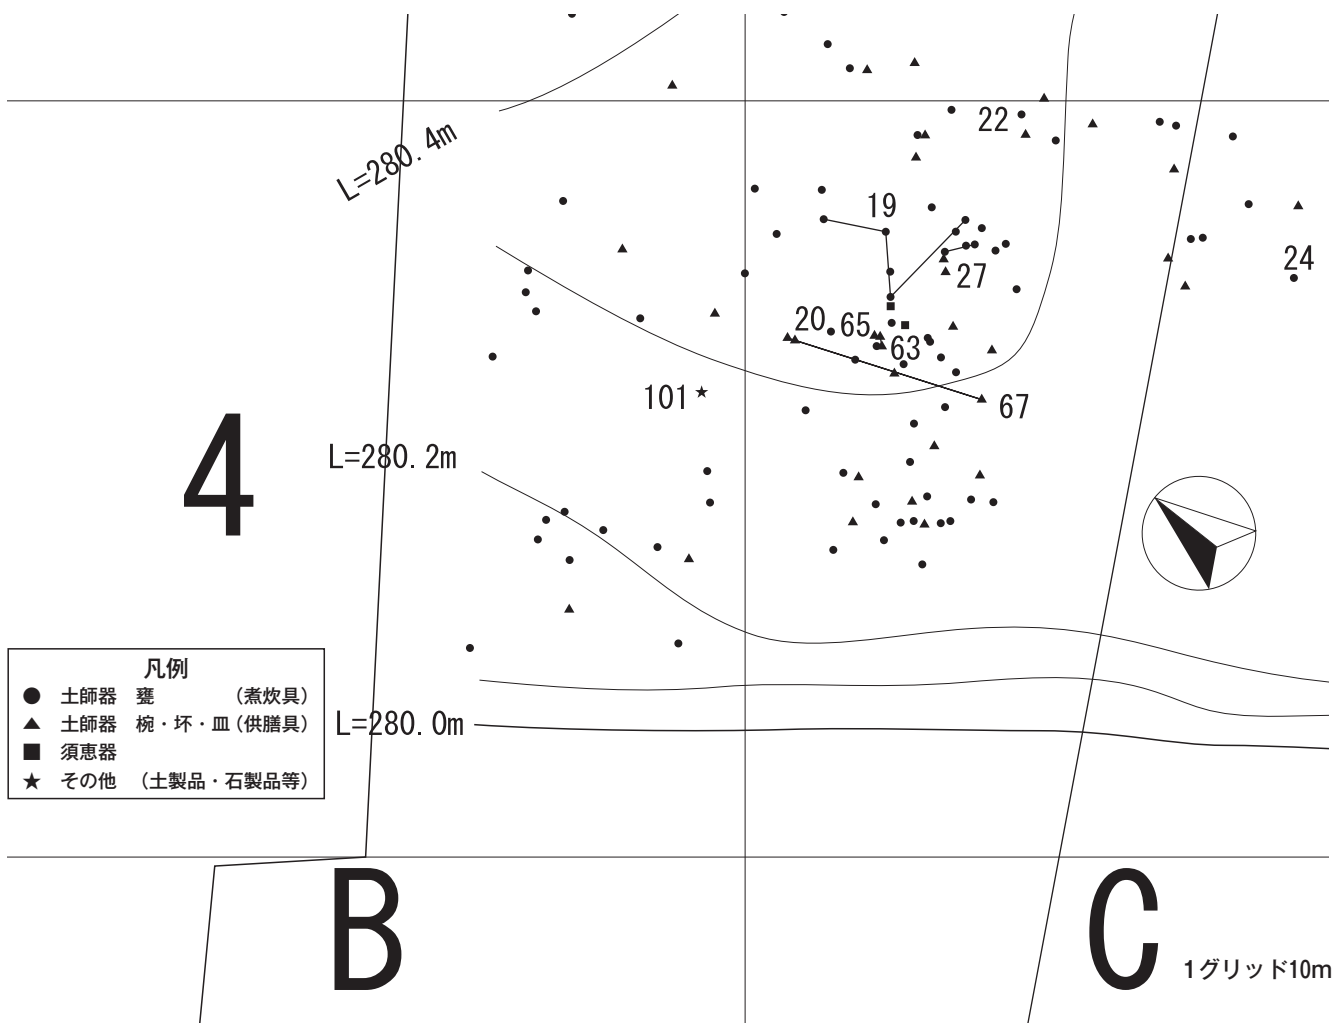 L=280.4m
22
19
24
27
20
65
63
101
67
4
L=280.2m
凡例
● 土師器 甕 (煮炊具)
▲ 土師器 椀・坏・皿(供膳具)
■ 須恵器
★ その他 (土製品・石製品等)
L=280.0m
B
C
1グリッド10m